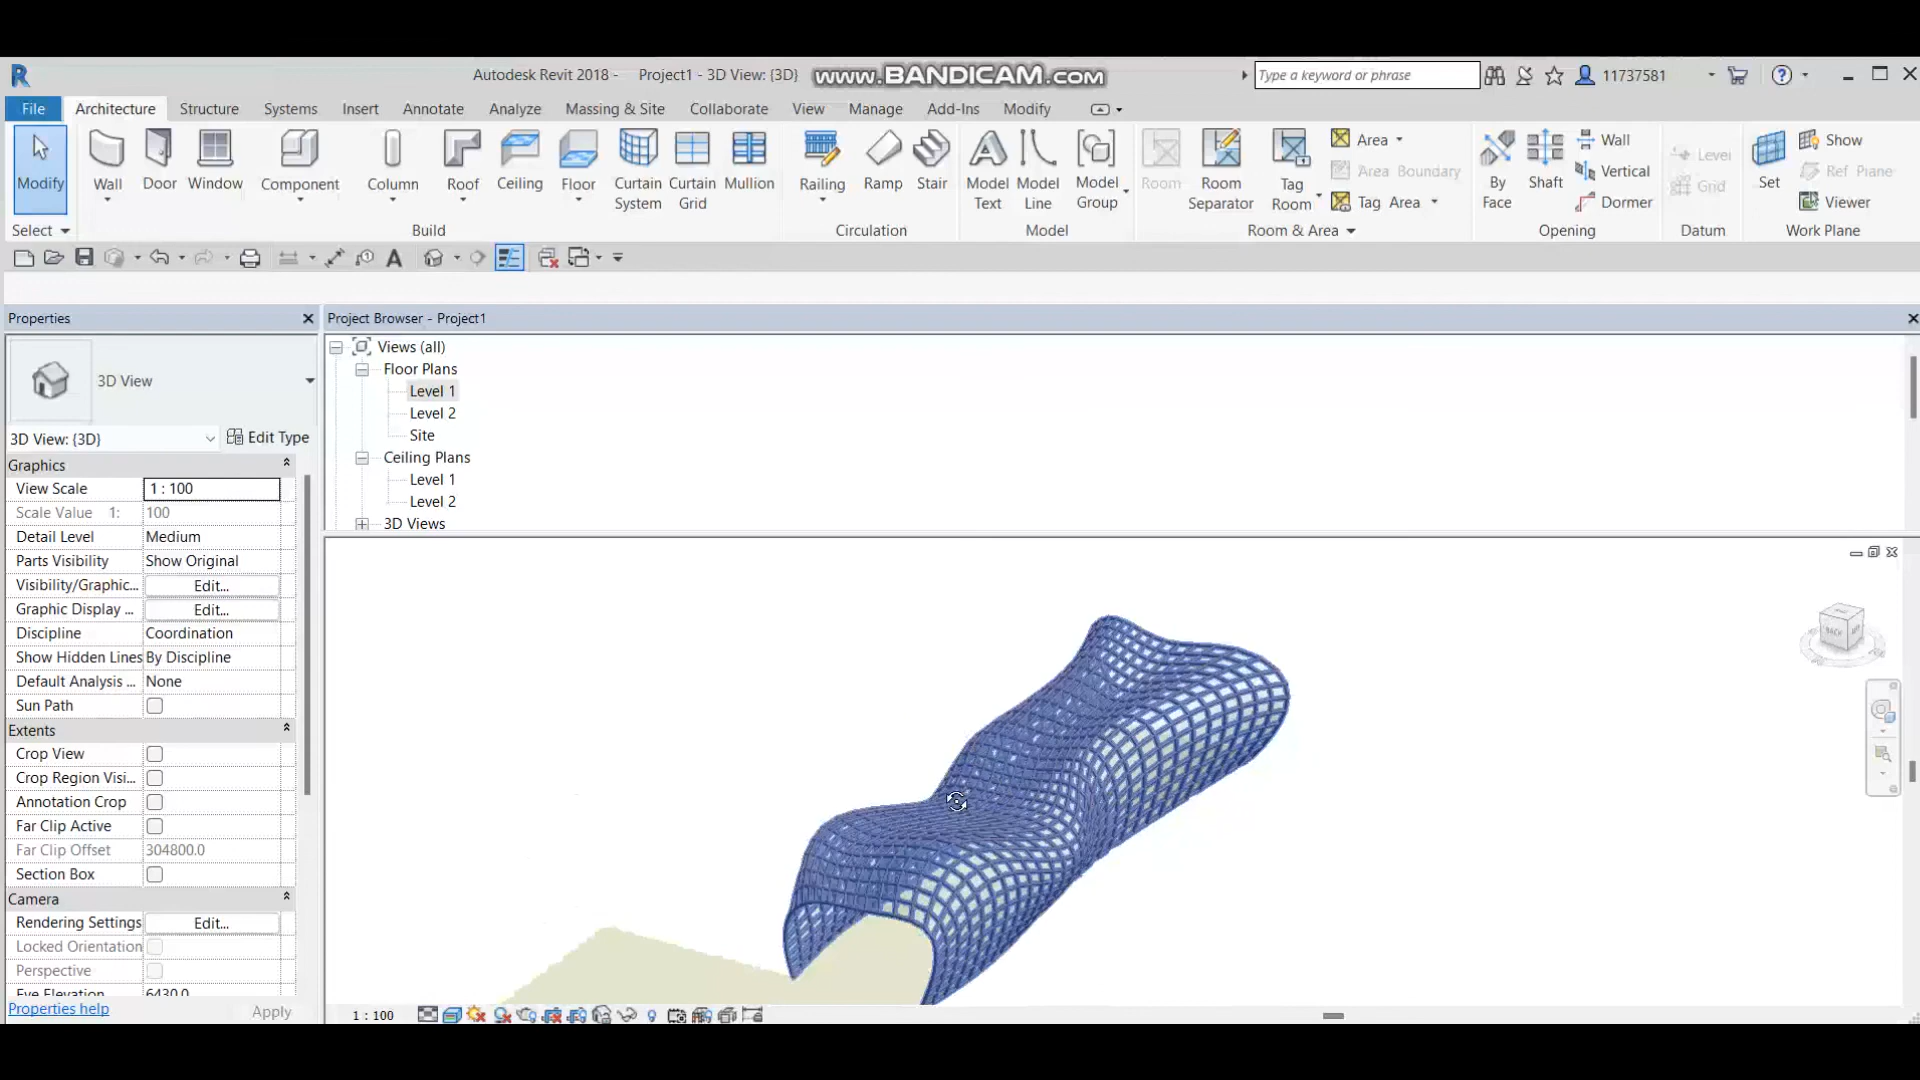 Autodesk Revit 2018 - Project1 - 3D View: {3D} www.BANDICAM.com Type a keyword or phrase 11737581
File Architecture Structure Systems Insert Annotate Analyze Massing & Site Collaborate View Manage Add-Ins Modify
Modify Wall Door Window Component Column Roof Ceiling Floor Curtain System Curtain Grid Mullion Railing Ramp Stair Model Text Model Line Model Group Room Room Separator Tag Room Area Area Boundary Tag Area By Face Shaft Wall Vertical Dormer Level Grid Set Show Ref Plane Viewer
Select Build Circulation Model Room & Area Opening Datum Work Plane
Properties
Project Browser - Project1
3D View
3D View: {3D} Edit Type
Graphics
View Scale 1 : 100
Scale Value 1: 100
Detail Level Medium
Parts Visibility Show Original
Visibility/Graphic... Edit...
Graphic Display ... Edit...
Discipline Coordination
Show Hidden Lines By Discipline
Default Analysis ... None
Sun Path
Extents
Crop View
Crop Region Visi...
Annotation Crop
Far Clip Active
Far Clip Offset 304800.0
Section Box
Camera
Rendering Settings Edit...
Locked Orientation
Perspective
Eye Elevation 6430.0
Properties help Apply
Views (all)
Floor Plans
Level 1
Level 2
Site
Ceiling Plans
Level 1
Level 2
3D Views
BACK
1 : 100